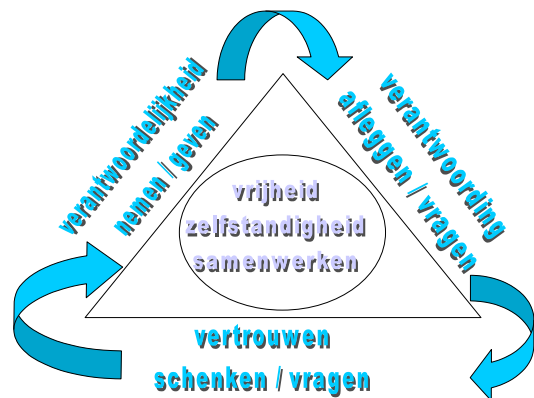 verantwoordelijkheid
nemen / geven
verantwoording
afleggen / vragen
vrijheid
zelfstandigheid
samenwerken
vertrouwen
schenken / vragen